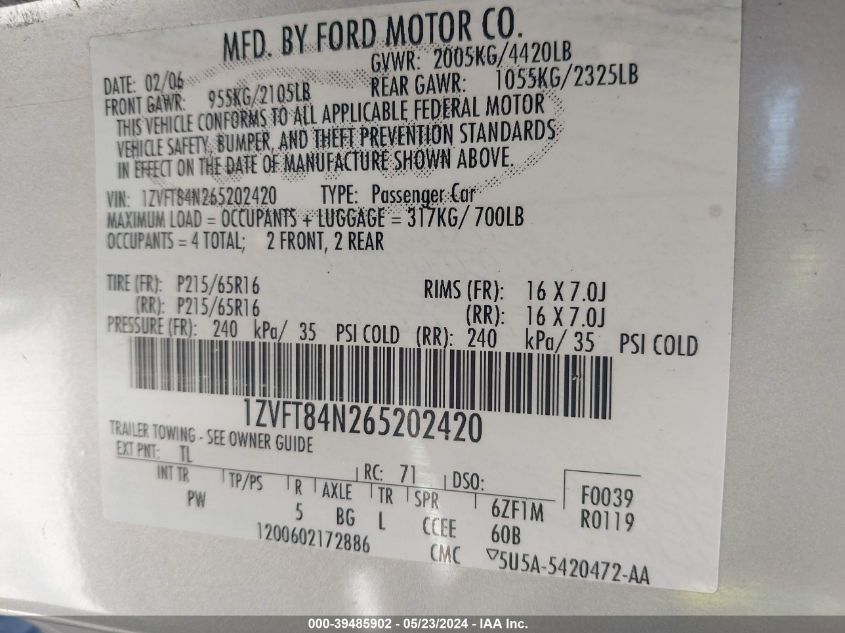 MFD. BY FORD MOTOR CO.
DATE: 02/06 GVWR: 2005KG/4420LB
FRONT GAWR: 955KG/2105LB REAR GAWR: 1055KG/2325LB
THIS VEHICLE CONFORMS TO ALL APPLICABLE FEDERAL MOTOR
VEHICLE SAFETY, BUMPER, AND THEFT PREVENTION STANDARDS
IN EFFECT ON THE DATE OF MANUFACTURE SHOWN ABOVE.
VIN: 1ZVFT84N265202420 TYPE: Passenger Car
MAXIMUM LOAD = OCCUPANTS + LUGGAGE = 317KG/ 700LB
OCCUPANTS = 4 TOTAL; 2 FRONT, 2 REAR
TIRE (FR): P215/65R16 RIMS (FR): 16 X 7.0J
(RR): P215/65R16 (RR): 16 X 7.0J
PRESSURE (FR): 240 kPa/ 35 PSI COLD (RR): 240 kPa/ 35 PSI COLD
1ZVFT84N265202420
TRAILER TOWING - SEE OWNER GUIDE
EXT PNT: TL RC: 71 DSO: F0039
INT TR TP/PS R AXLE TR SPR 6ZF1M R0119
PW 5 BG L CCEE 60B
1200602172886 CMC ▽5U5A-5420472-AA
000-39485902 - 05/23/2024 - IAA Inc.